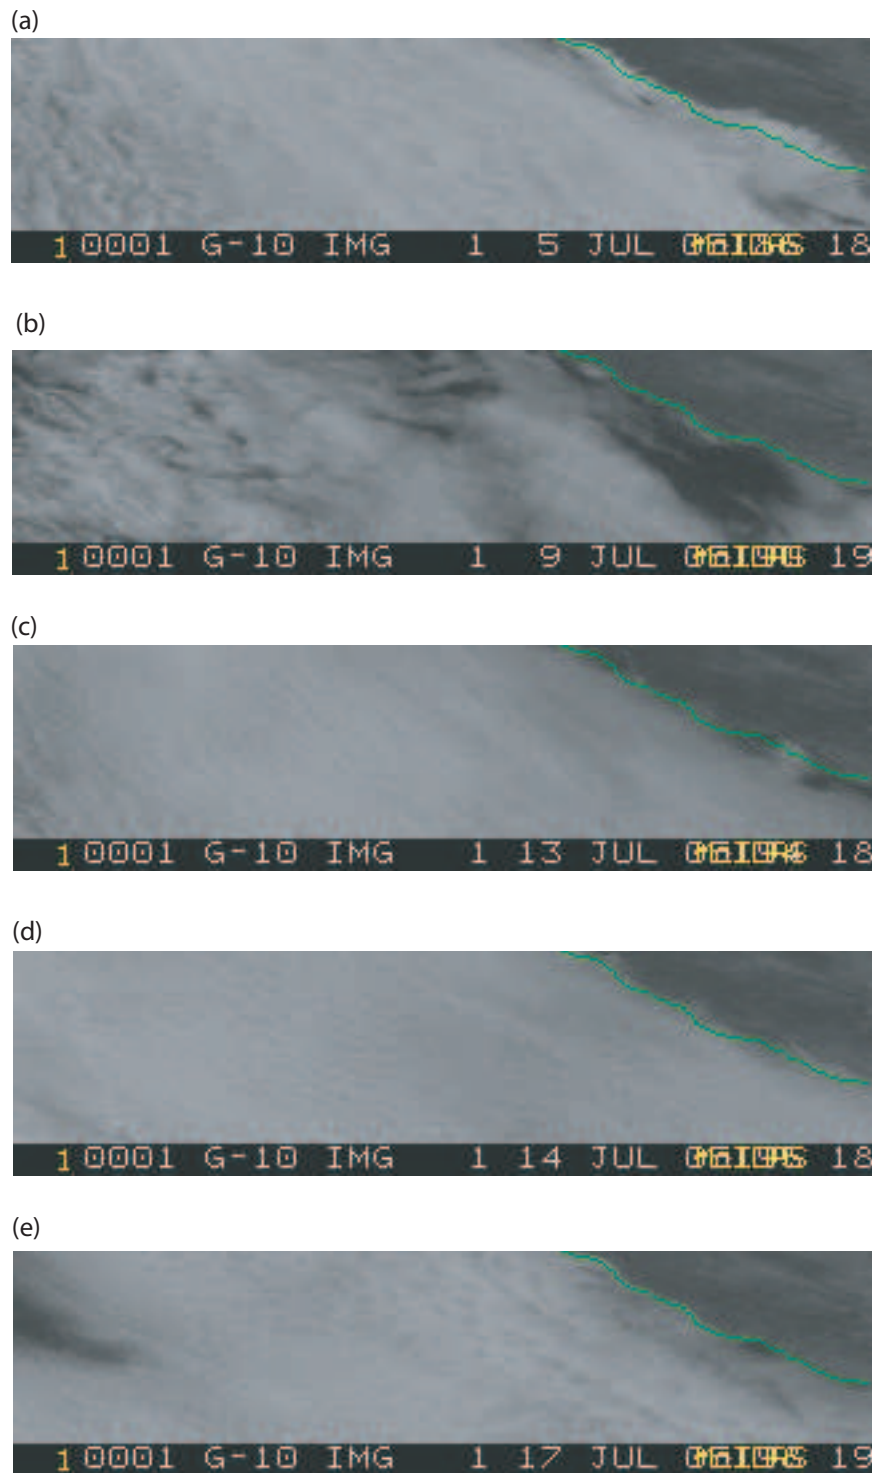 (a)
1 0001 G-10 IMG 1 5 JUL 18
(b)
1 0001 G-10 IMG 1 9 JUL 19
(c)
1 0001 G-10 IMG 1 13 JUL 18
(d)
1 0001 G-10 IMG 1 14 JUL 18
(e)
1 0001 G-10 IMG 1 17 JUL 19